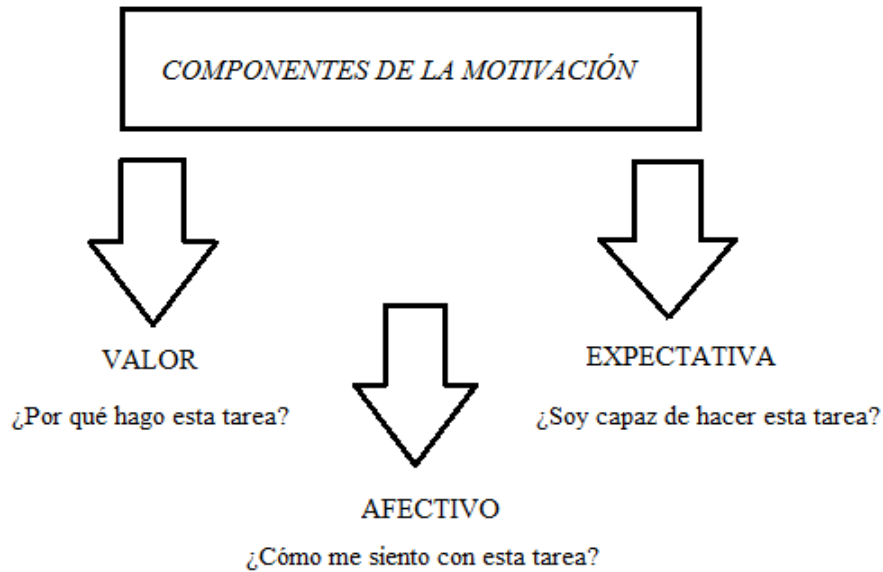 COMPONENTES DE LA MOTIVACIÓN
VALOR
¿Por qué hago esta tarea?
EXPECTATIVA
¿Soy capaz de hacer esta tarea?
AFECTIVO
¿Cómo me siento con esta tarea?